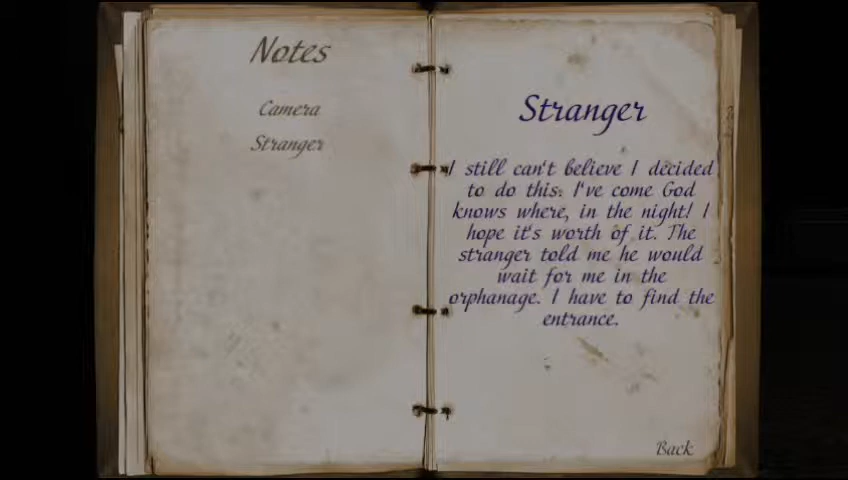 Notes
Camera
Stranger
Stranger
I still can't believe I decided
to do this. I've come God
knows where, in the night! I
hope it's worth of it. The
stranger told me he would
wait for me in the
orphanage. I have to find the
entrance.
Back